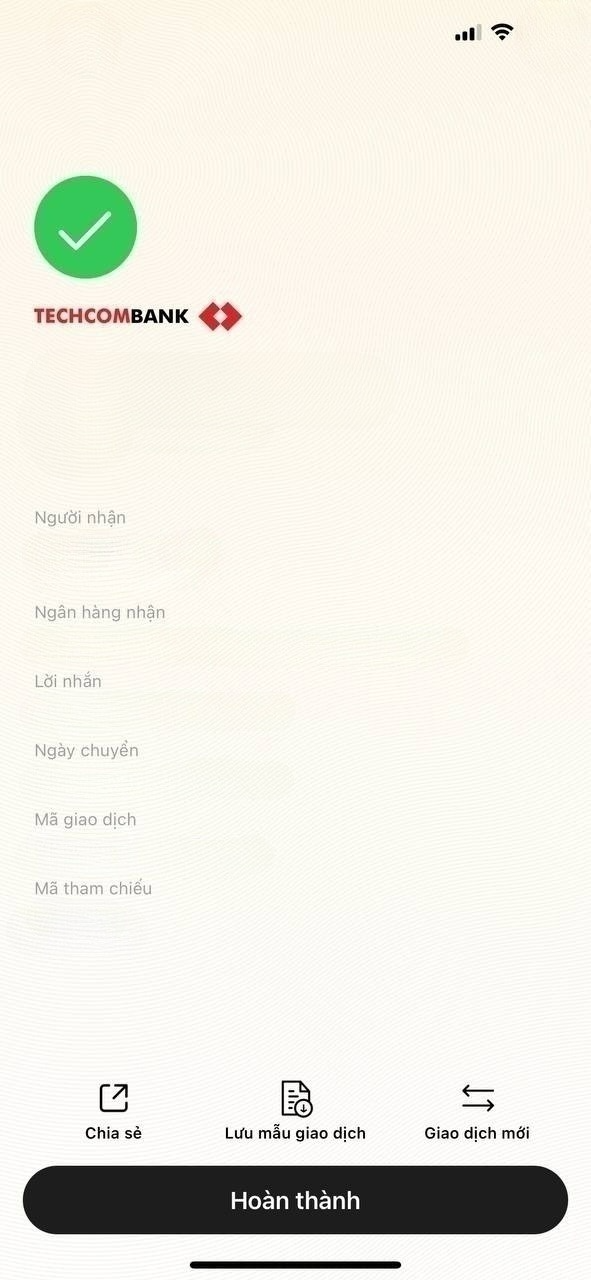 TECHCOMBANK
Người nhận
Ngân hàng nhận
Lời nhắn
Ngày chuyển
Mã giao dịch
Mã tham chiếu
Chia sẻ
Lưu mẫu giao dịch
Giao dịch mới
Hoàn thành